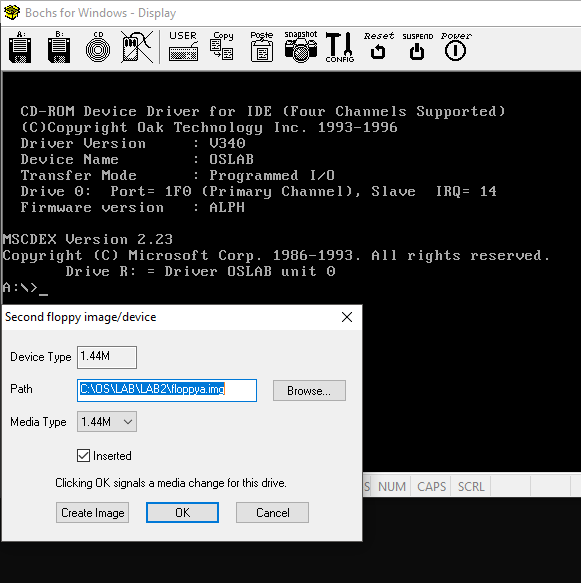 Bochs for Windows - Display
A: B: CD USER Copy Paste Snapshot CONFIG Reset SUSPEND Power
CD-ROM Device Driver for IDE (Four Channels Supported)
(C)Copyright Oak Technology Inc. 1993-1996
Driver Version : V340
Device Name : OSLAB
Transfer Mode : Programmed I/O
Drive 0: Port= 1F0 (Primary Channel), Slave IRQ= 14
Firmware version : ALPH
MSCDEX Version 2.23
Copyright (C) Microsoft Corp. 1986-1993. All rights reserved.
Drive R: = Driver OSLAB unit 0
A:\>_
Second floppy image/device
Device Type 1.44M
Path C:\OS\LAB\LAB2\floppya.img Browse...
Media Type 1.44M
Inserted
Clicking OK signals a media change for this drive.
Create Image OK Cancel
S NUM CAPS SCRL